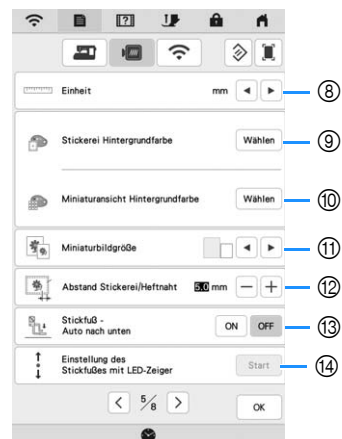 Einheit mm ⑧
Stickerei Hintergrundfarbe Wählen ⑨
Miniaturansicht Hintergrundfarbe Wählen ⑩
Miniaturbildgröße ⑪
Abstand Stickerei/Heftnaht 5.0 mm − + ⑫
Stickfuß -
Auto nach unten ON OFF ⑬
Einstellung des
Stickfußes mit LED-Zeiger Start ⑭
< 5/8 > OK